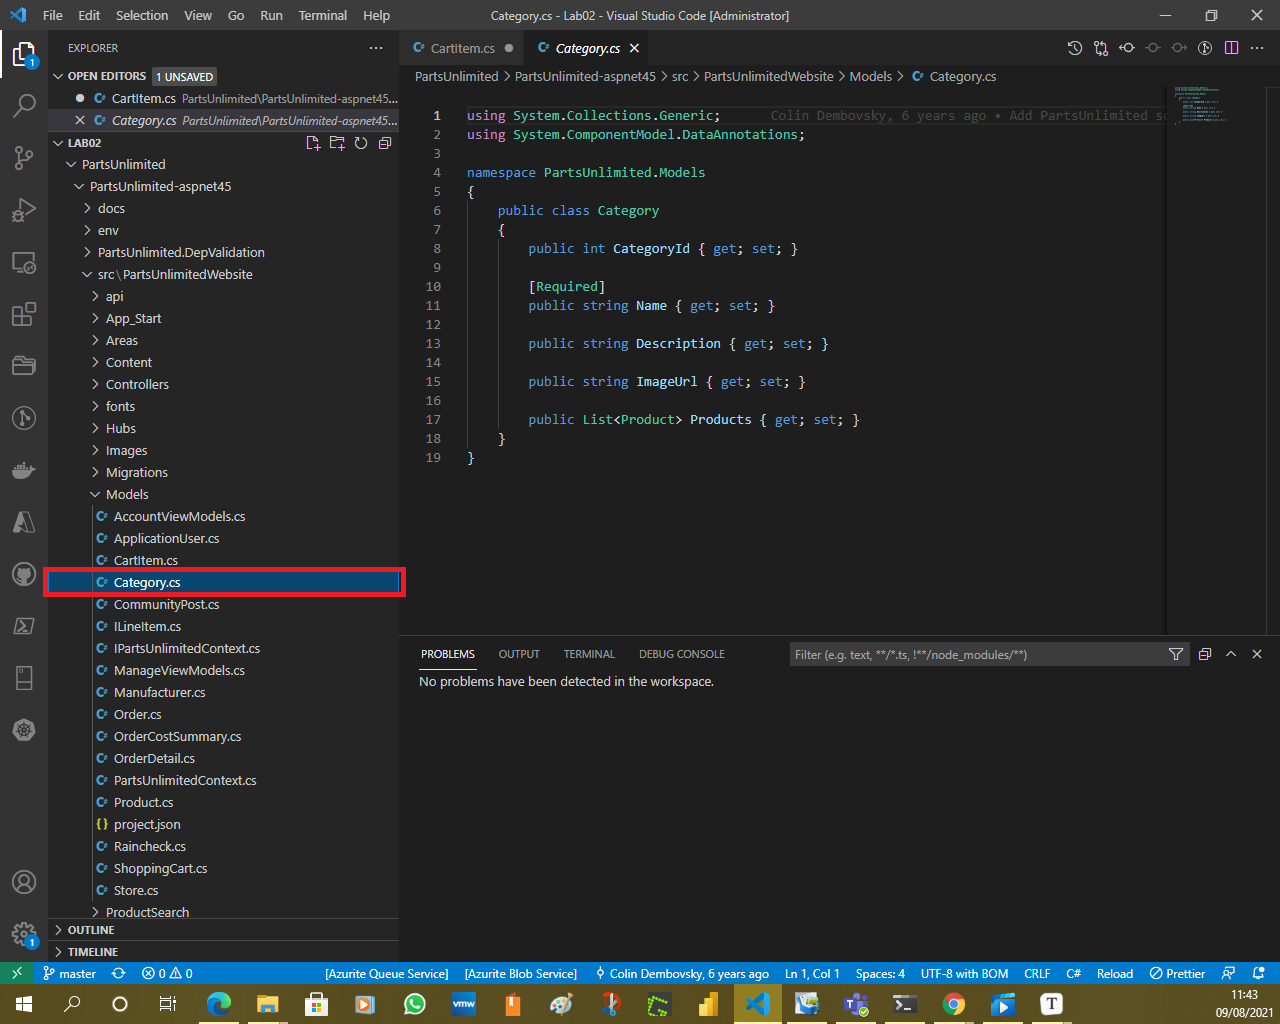 File Edit Selection View Go Run Terminal Help Category.cs - Lab02 - Visual Studio Code [Administrator]
EXPLORER
OPEN EDITORS 1 UNSAVED
CartItem.cs PartsUnlimited\PartsUnlimited-aspnet45...
Category.cs PartsUnlimited\PartsUnlimited-aspnet45...
LAB02
PartsUnlimited
PartsUnlimited-aspnet45
docs
env
PartsUnlimited.DepValidation
src\PartsUnlimitedWebsite
api
App_Start
Areas
Content
Controllers
fonts
Hubs
Images
Migrations
Models
AccountViewModels.cs
ApplicationUser.cs
CartItem.cs
Category.cs
CommunityPost.cs
ILineItem.cs
IPartsUnlimitedContext.cs
ManageViewModels.cs
Manufacturer.cs
Order.cs
OrderCostSummary.cs
OrderDetail.cs
PartsUnlimitedContext.cs
Product.cs
project.json
Raincheck.cs
ShoppingCart.cs
Store.cs
ProductSearch
OUTLINE
TIMELINE
CartItem.cs Category.cs
PartsUnlimited > PartsUnlimited-aspnet45 > src > PartsUnlimitedWebsite > Models > Category.cs
1 using System.Collections.Generic; Colin Dembovsky, 6 years ago • Add PartsUnlimited
2 using System.ComponentModel.DataAnnotations;
3
4 namespace PartsUnlimited.Models
5 {
6 public class Category
7 {
8 public int CategoryId { get; set; }
9
10 [Required]
11 public string Name { get; set; }
12
13 public string Description { get; set; }
14
15 public string ImageUrl { get; set; }
16
17 public List<Product> Products { get; set; }
18 }
19 }
PROBLEMS OUTPUT TERMINAL DEBUG CONSOLE Filter (e.g. text, **/*.ts, !**/node_modules/**)
No problems have been detected in the workspace.
master 0 0 [Azurite Queue Service] [Azurite Blob Service] Colin Dembovsky, 6 years ago Ln 1, Col 1 Spaces: 4 UTF-8 with BOM CRLF C# Reload Prettier
vmw
T
11:43
09/08/2021